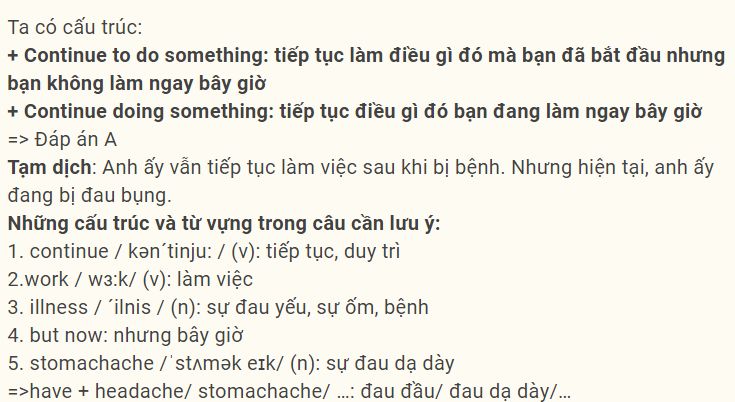 Ta có cấu trúc:
+ Continue to do something: tiếp tục làm điều gì đó mà bạn đã bắt đầu nhưng
bạn không làm ngay bây giờ
+ Continue doing something: tiếp tục điều gì đó bạn đang làm ngay bây giờ
=> Đáp án A
Tạm dịch: Anh ấy vẫn tiếp tục làm việc sau khi bị bệnh. Nhưng hiện tại, anh ấy
đang bị đau bụng.
Những cấu trúc và từ vựng trong câu cần lưu ý:
1. continue / kən´tinju: / (v): tiếp tục, duy trì
2.work / wɜ:k/ (v): làm việc
3. illness / ´ilnis / (n): sự đau yếu, sự ốm, bệnh
4. but now: nhưng bây giờ
5. stomachache /ˈstʌmək eɪk/ (n): sự đau dạ dày
=>have + headache/ stomachache/ …: đau đầu/ đau dạ dày/…